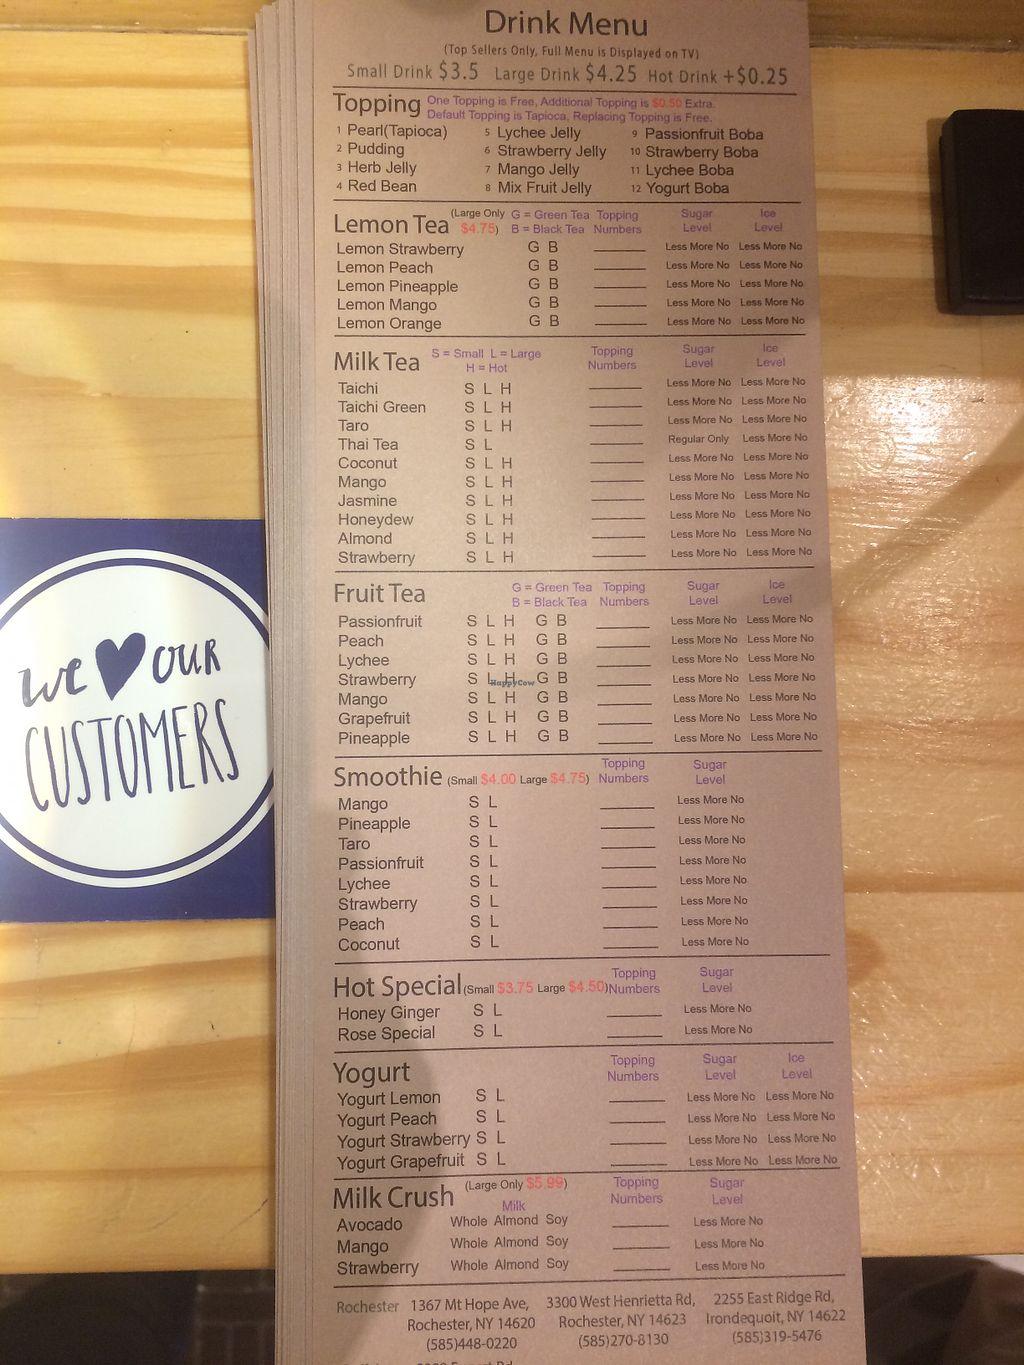 Drink Menu
(Top Sellers Only, Full Menu is Displayed on TV)
Small Drink $3.5 Large Drink $4.25 Hot Drink +$0.25
Topping One Topping is Free, Additional Topping is $0.50 Extra.
Default Topping is Tapioca, Replacing Topping is Free.
1 Pearl(Tapioca) 5 Lychee Jelly 9 Passionfruit Boba
2 Pudding 6 Strawberry Jelly 10 Strawberry Boba
3 Herb Jelly 7 Mango Jelly 11 Lychee Boba
4 Red Bean 8 Mix Fruit Jelly 12 Yogurt Boba
Lemon Tea (Large Only $4.75) G = Green Tea B = Black Tea Topping Numbers Sugar Level Ice Level
Lemon Strawberry G B Less More No Less More No
Lemon Peach G B Less More No Less More No
Lemon Pineapple G B Less More No Less More No
Lemon Mango G B Less More No Less More No
Lemon Orange G B Less More No Less More No
Milk Tea S = Small L = Large H = Hot Topping Numbers Sugar Level Ice Level
Taichi S L H Less More No Less More No
Taichi Green S L H Less More No Less More No
Taro S L H Less More No Less More No
Thai Tea S L Regular Only Less More No
Coconut S L H Less More No Less More No
Mango S L H Less More No Less More No
Jasmine S L H Less More No Less More No
Honeydew S L H Less More No Less More No
Almond S L H Less More No Less More No
Strawberry S L H Less More No Less More No
Fruit Tea G = Green Tea B = Black Tea Topping Numbers Sugar Level Ice Level
Passionfruit S L H G B Less More No Less More No
Peach S L H G B Less More No Less More No
Lychee S L H G B Less More No Less More No
Strawberry S L H G B Less More No Less More No
HappyCow
Mango S L H G B Less More No Less More No
Grapefruit S L H G B Less More No Less More No
Pineapple S L H G B Less More No Less More No
Smoothie (Small $4.00 Large $4.75) Topping Numbers Sugar Level
Mango S L Less More No
Pineapple S L Less More No
Taro S L Less More No
Passionfruit S L Less More No
Lychee S L Less More No
Strawberry S L Less More No
Peach S L Less More No
Coconut S L Less More No
Hot Special (Small $3.75 Large $4.50) Topping Numbers Sugar Level
Honey Ginger S L Less More No
Rose Special S L Less More No
Yogurt Topping Numbers Sugar Level Ice Level
Yogurt Lemon S L Less More No Less More No
Yogurt Peach S L Less More No Less More No
Yogurt Strawberry S L Less More No Less More No
Yogurt Grapefruit S L Less More No Less More No
Milk Crush (Large Only $5.99) Milk Topping Numbers Sugar Level
Avocado Whole Almond Soy Less More No
Mango Whole Almond Soy Less More No
Strawberry Whole Almond Soy Less More No
Rochester 1367 Mt Hope Ave, 3300 West Henrietta Rd, 2255 East Ridge Rd,
Rochester, NY 14620 Rochester, NY 14623 Irondequoit, NY 14622
(585)448-0220 (585)270-8130 (585)319-5476
we our
CUSTOMERS